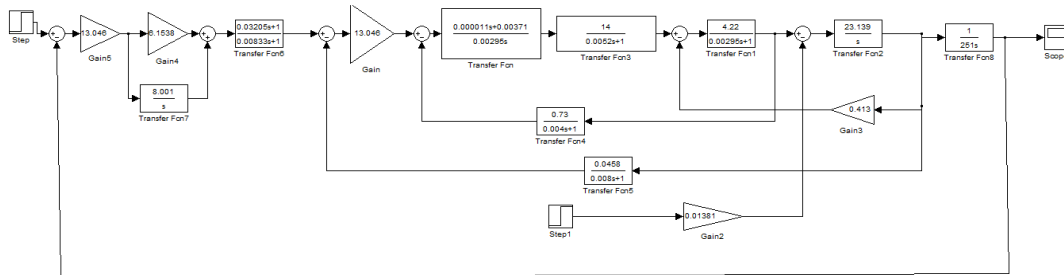 Step
13.046
Gain5
6.1538
Gain4
8.001
s
Transfer Fcn7
0.03205s+1
0.00833s+1
Transfer Fcn6
13.046
Gain
0.000011s+0.00371
0.00295s
Transfer Fcn
14
0.0062s+1
Transfer Fcn3
4.22
0.00295s+1
Transfer Fcn1
23.139
s
Transfer Fcn2
1
251s
Transfer Fcn8
Scope
0.413
Gain3
0.73
0.004s+1
Transfer Fcn4
0.0458
0.008s+1
Transfer Fcn5
Step1
0.01381
Gain2